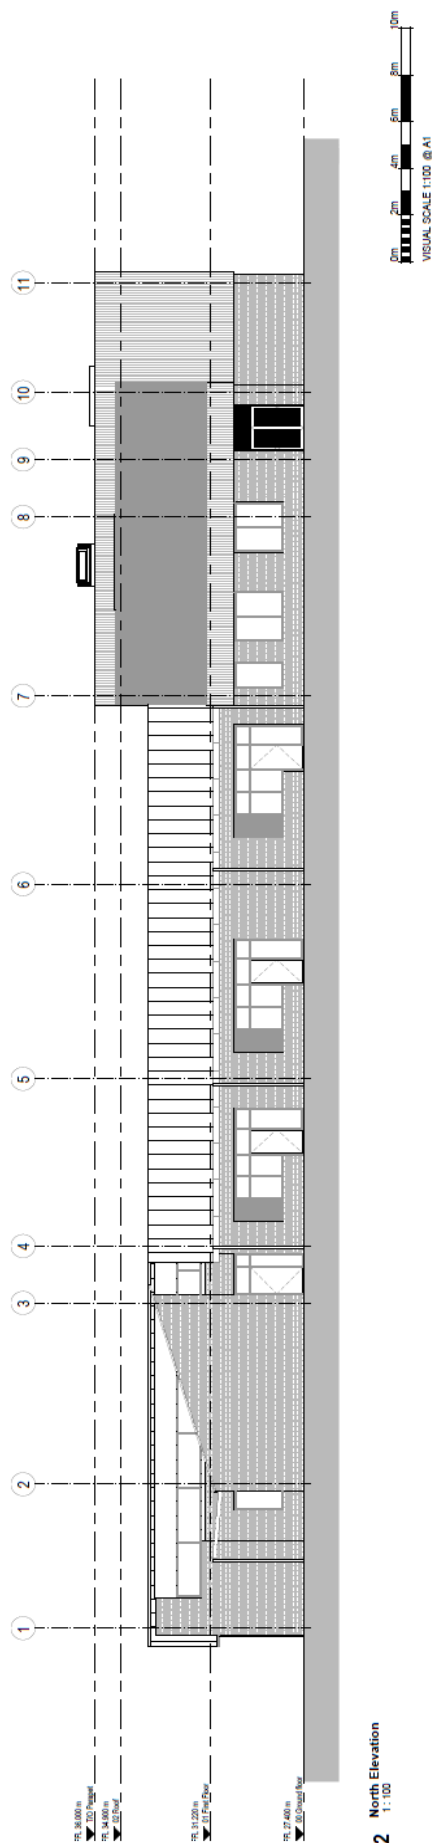 1
2
3
4
5
6
7
8
9
10
11
FFL 36.000 m
T/O Parapet
FFL 34.900 m
02 Roof
FFL 31.220 m
01 First Floor
FFL 27.400 m
00 Ground floor
2
North Elevation
1 : 100
0m 2m 4m 6m 8m 10m
VISUAL SCALE 1:100 @ A1